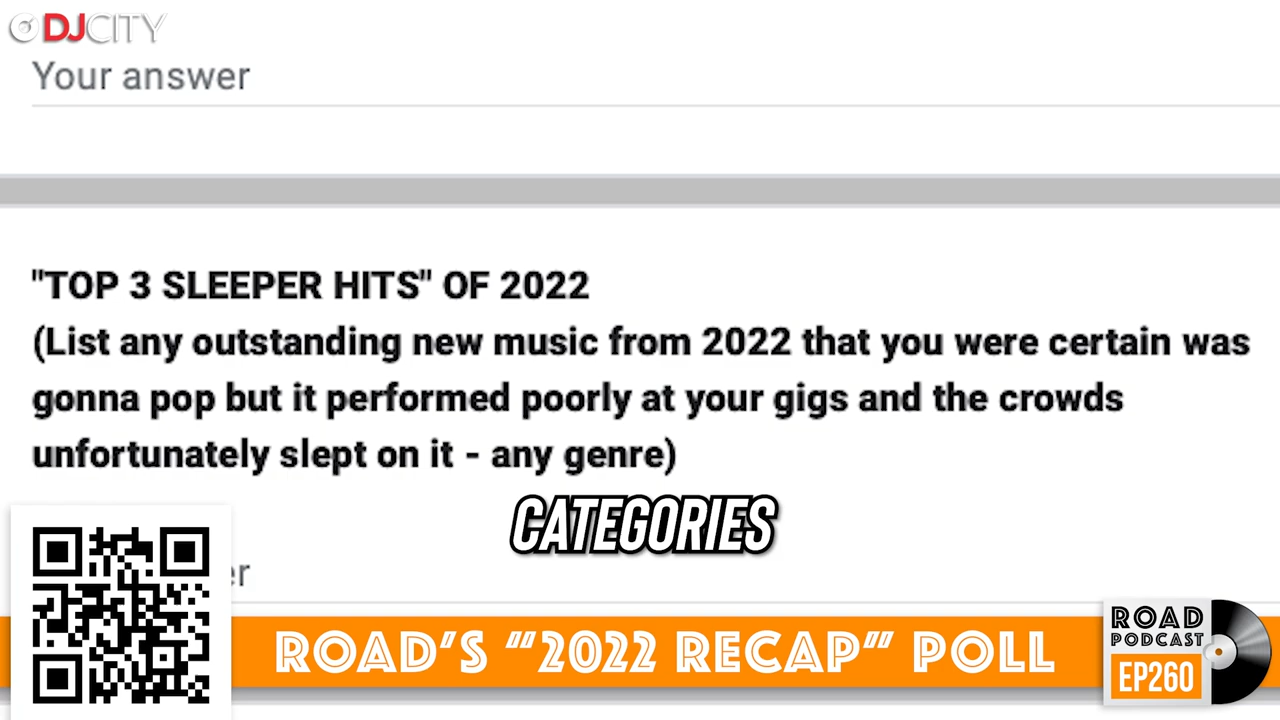 DJCITY
Your answer
"TOP 3 SLEEPER HITS" OF 2022
(List any outstanding new music from 2022 that you were certain was
gonna pop but it performed poorly at your gigs and the crowds
unfortunately slept on it - any genre)
CATEGORIES
er
ROAD'S "2022 RECAP" POLL
ROAD
PODCAST
EP260